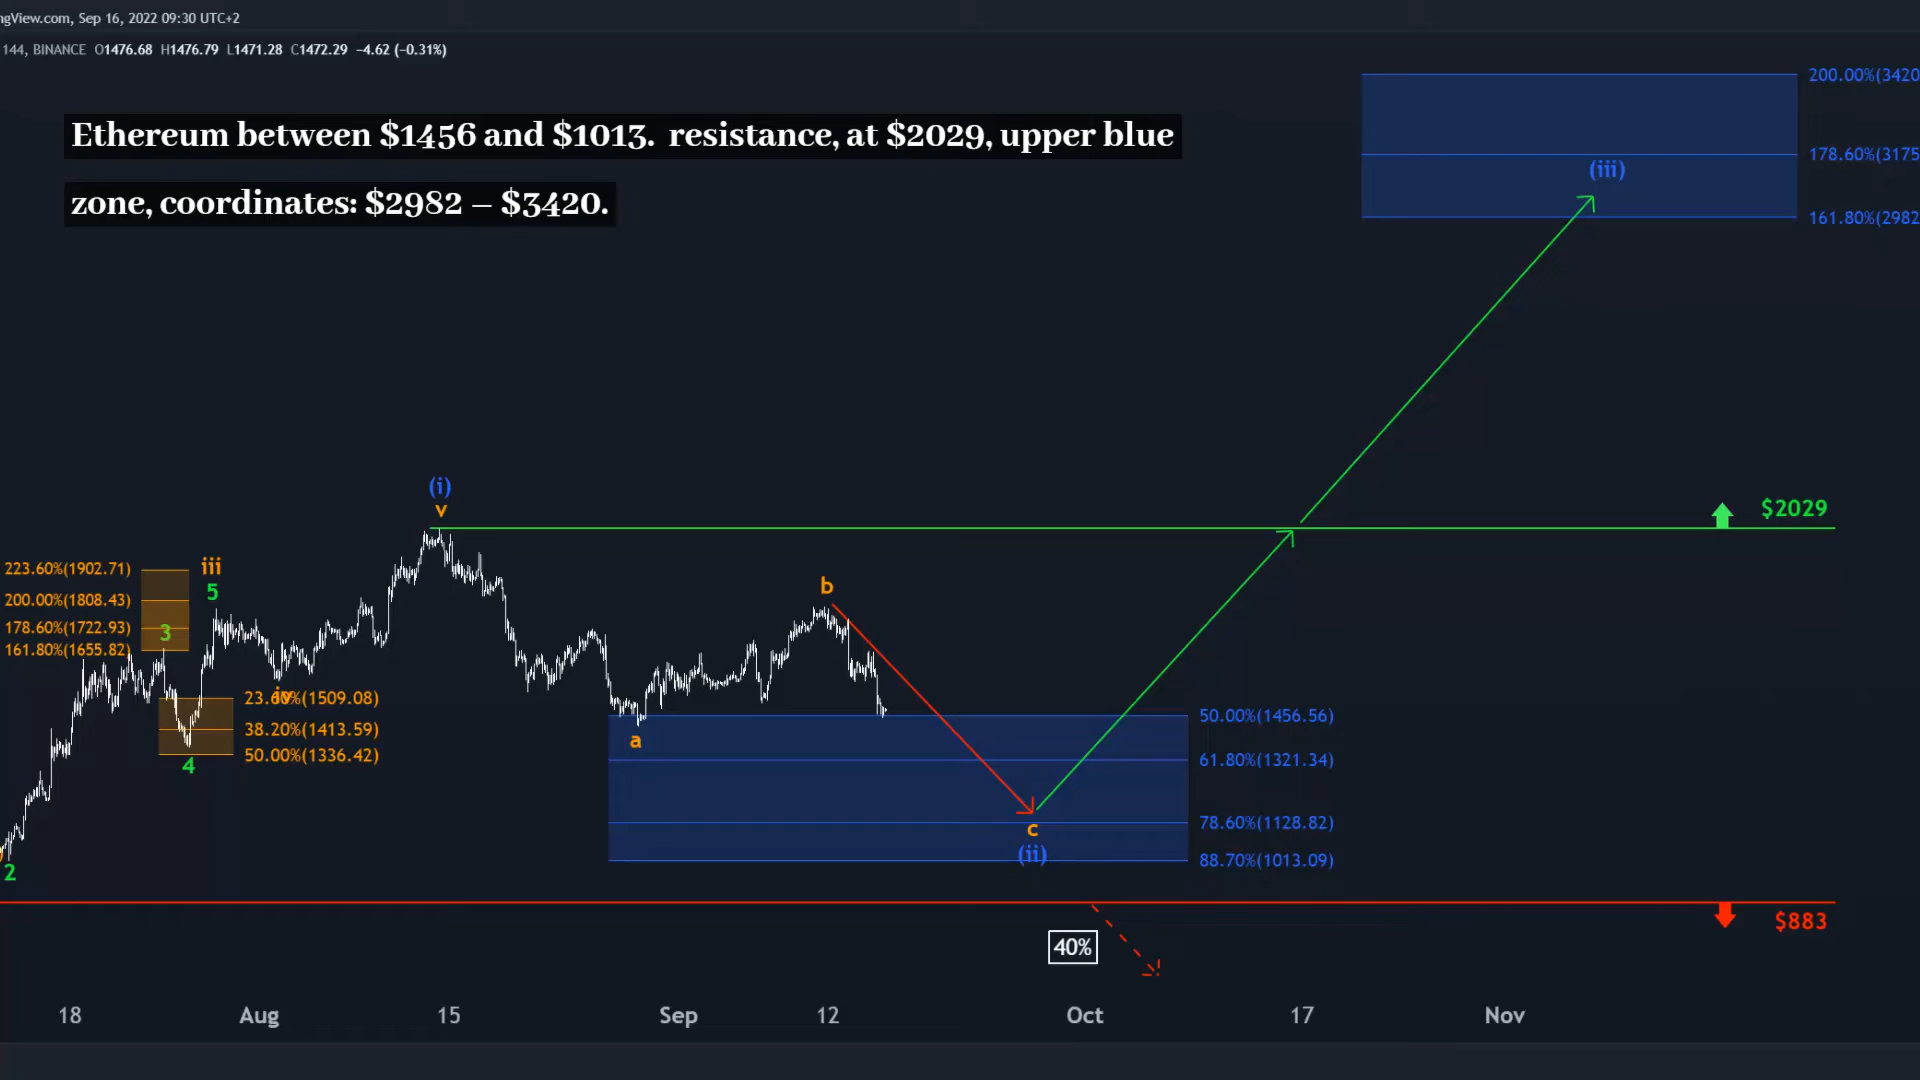 ngView.com, Sep 16, 2022 09:30 UTC+2
144, BINANCE O1476.68 H1476.79 L1471.28 C1472.29 −4.62 (−0.31%)
200.00%(3420
Ethereum between $1456 and $1013. resistance, at $2029, upper blue
178.60%(3175
(iii)
zone, coordinates: $2982 – $3420.
161.80%(2982
(i)
v
$2029
223.60%(1902.71)
iii
5
b
200.00%(1808.43)
178.60%(1722.93)
3
161.80%(1655.82)
iv
23.60%(1509.08)
50.00%(1456.56)
38.20%(1413.59)
a
50.00%(1336.42)
61.80%(1321.34)
4
78.60%(1128.82)
c
(ii)
88.70%(1013.09)
2
$883
40%
18 Aug 15 Sep 12 Oct 17 Nov